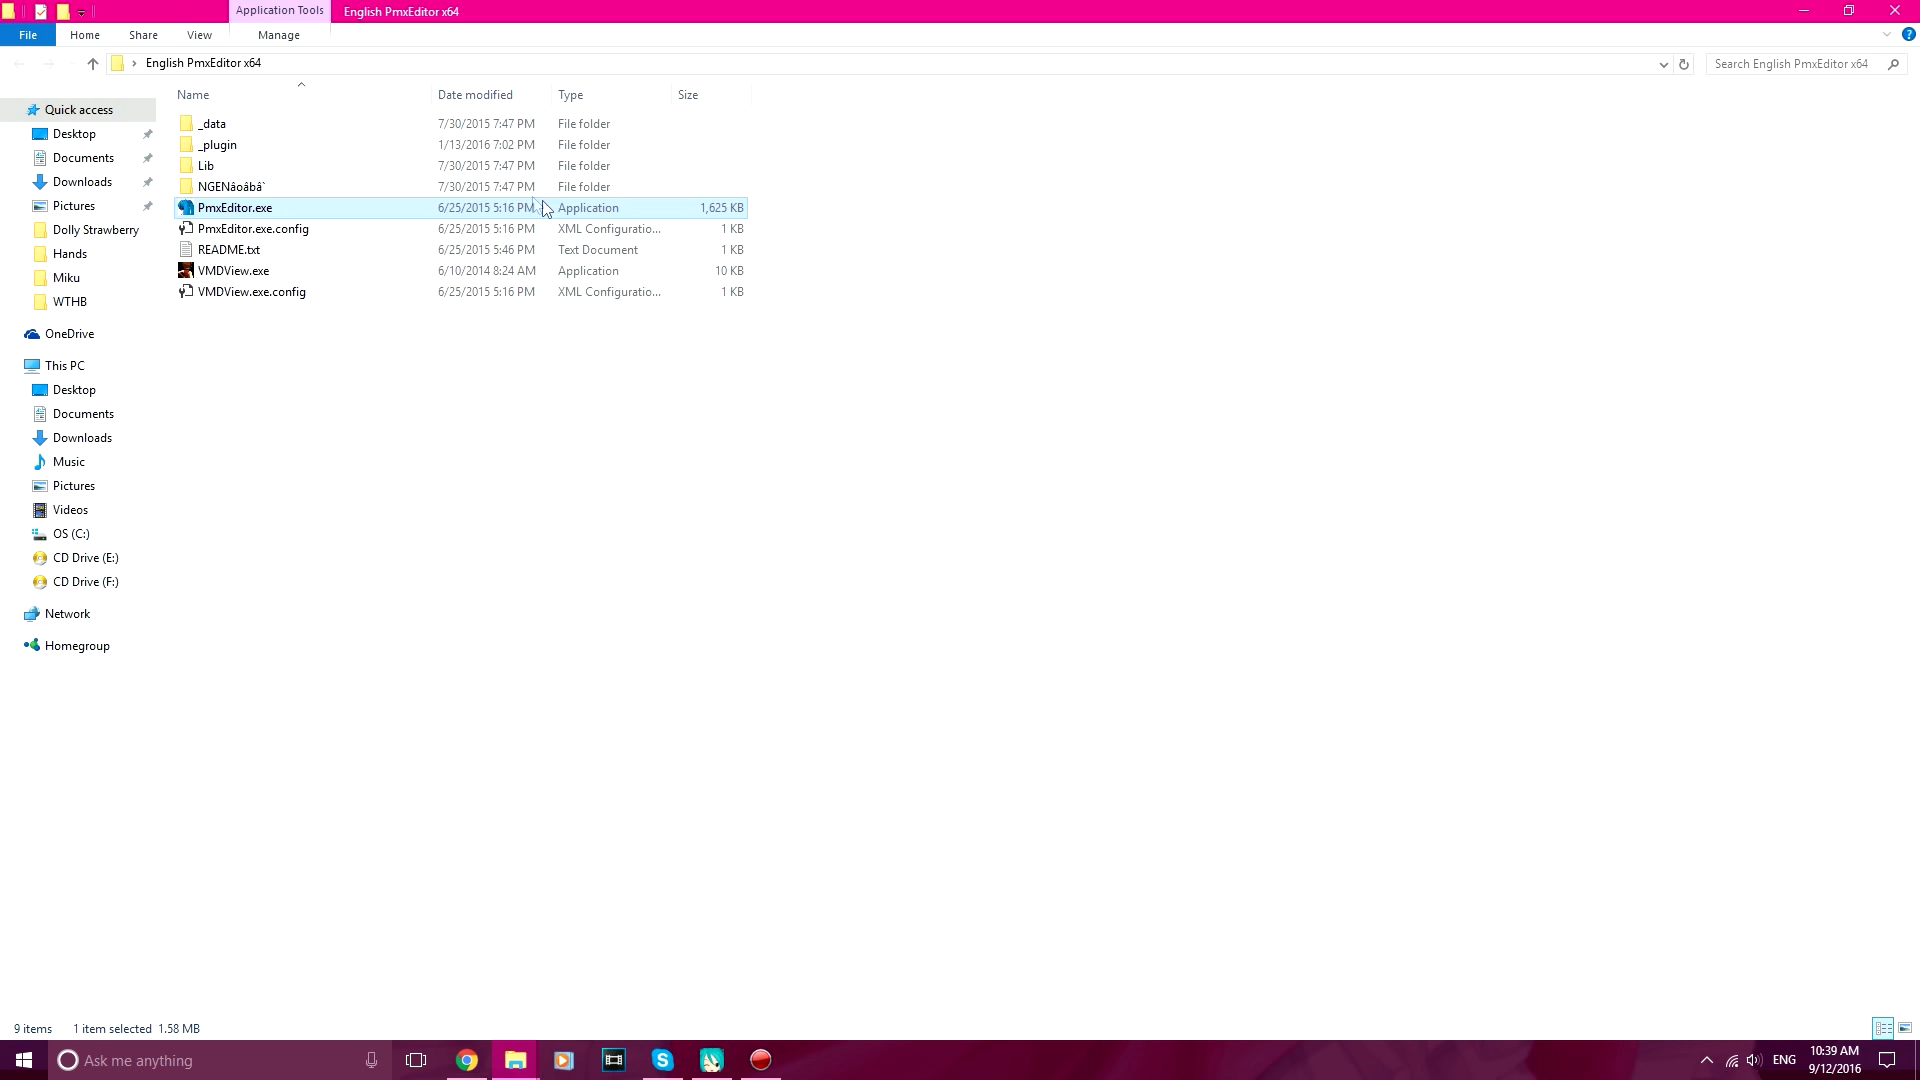 Application Tools
English PmxEditor x64
File
Home
Share
View
Manage
English PmxEditor x64
Search English PmxEditor x64
Name
Date modified
Type
Size
Quick access
Desktop
Documents
Downloads
Pictures
Dolly Strawberry
Hands
Miku
WTHB
OneDrive
This PC
Desktop
Documents
Downloads
Music
Pictures
Videos
OS (C:)
CD Drive (E:)
CD Drive (F:)
Network
Homegroup
_data 7/30/2015 7:47 PM File folder
_plugin 1/13/2016 7:02 PM File folder
Lib 7/30/2015 7:47 PM File folder
NGENâoâbâ` 7/30/2015 7:47 PM File folder
PmxEditor.exe 6/25/2015 5:16 PM Application 1,625 KB
PmxEditor.exe.config 6/25/2015 5:16 PM XML Configuratio... 1 KB
README.txt 6/25/2015 5:46 PM Text Document 1 KB
VMDView.exe 6/10/2014 8:24 AM Application 10 KB
VMDView.exe.config 6/25/2015 5:16 PM XML Configuratio... 1 KB
9 items 1 item selected 1.58 MB
Ask me anything
ENG
10:39 AM
9/12/2016